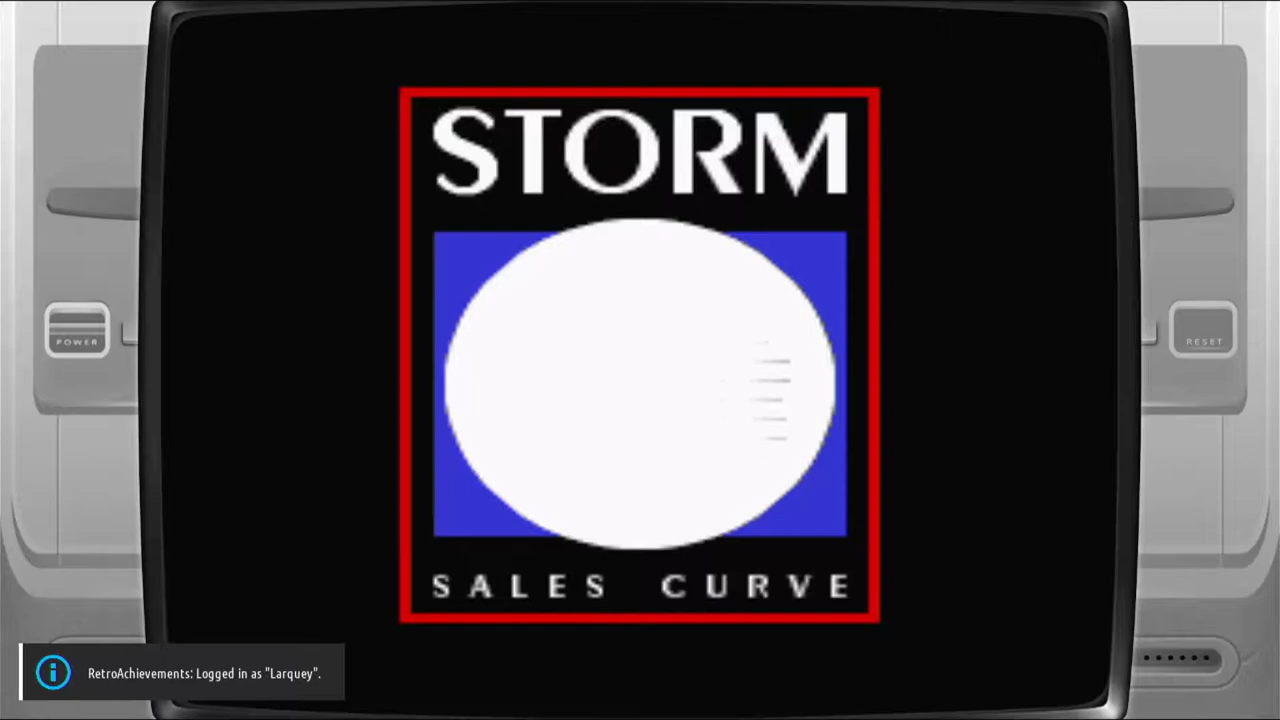 STORM
POWER
RESET
SALES CURVE
RetroAchievements: Logged in as "Larquey".